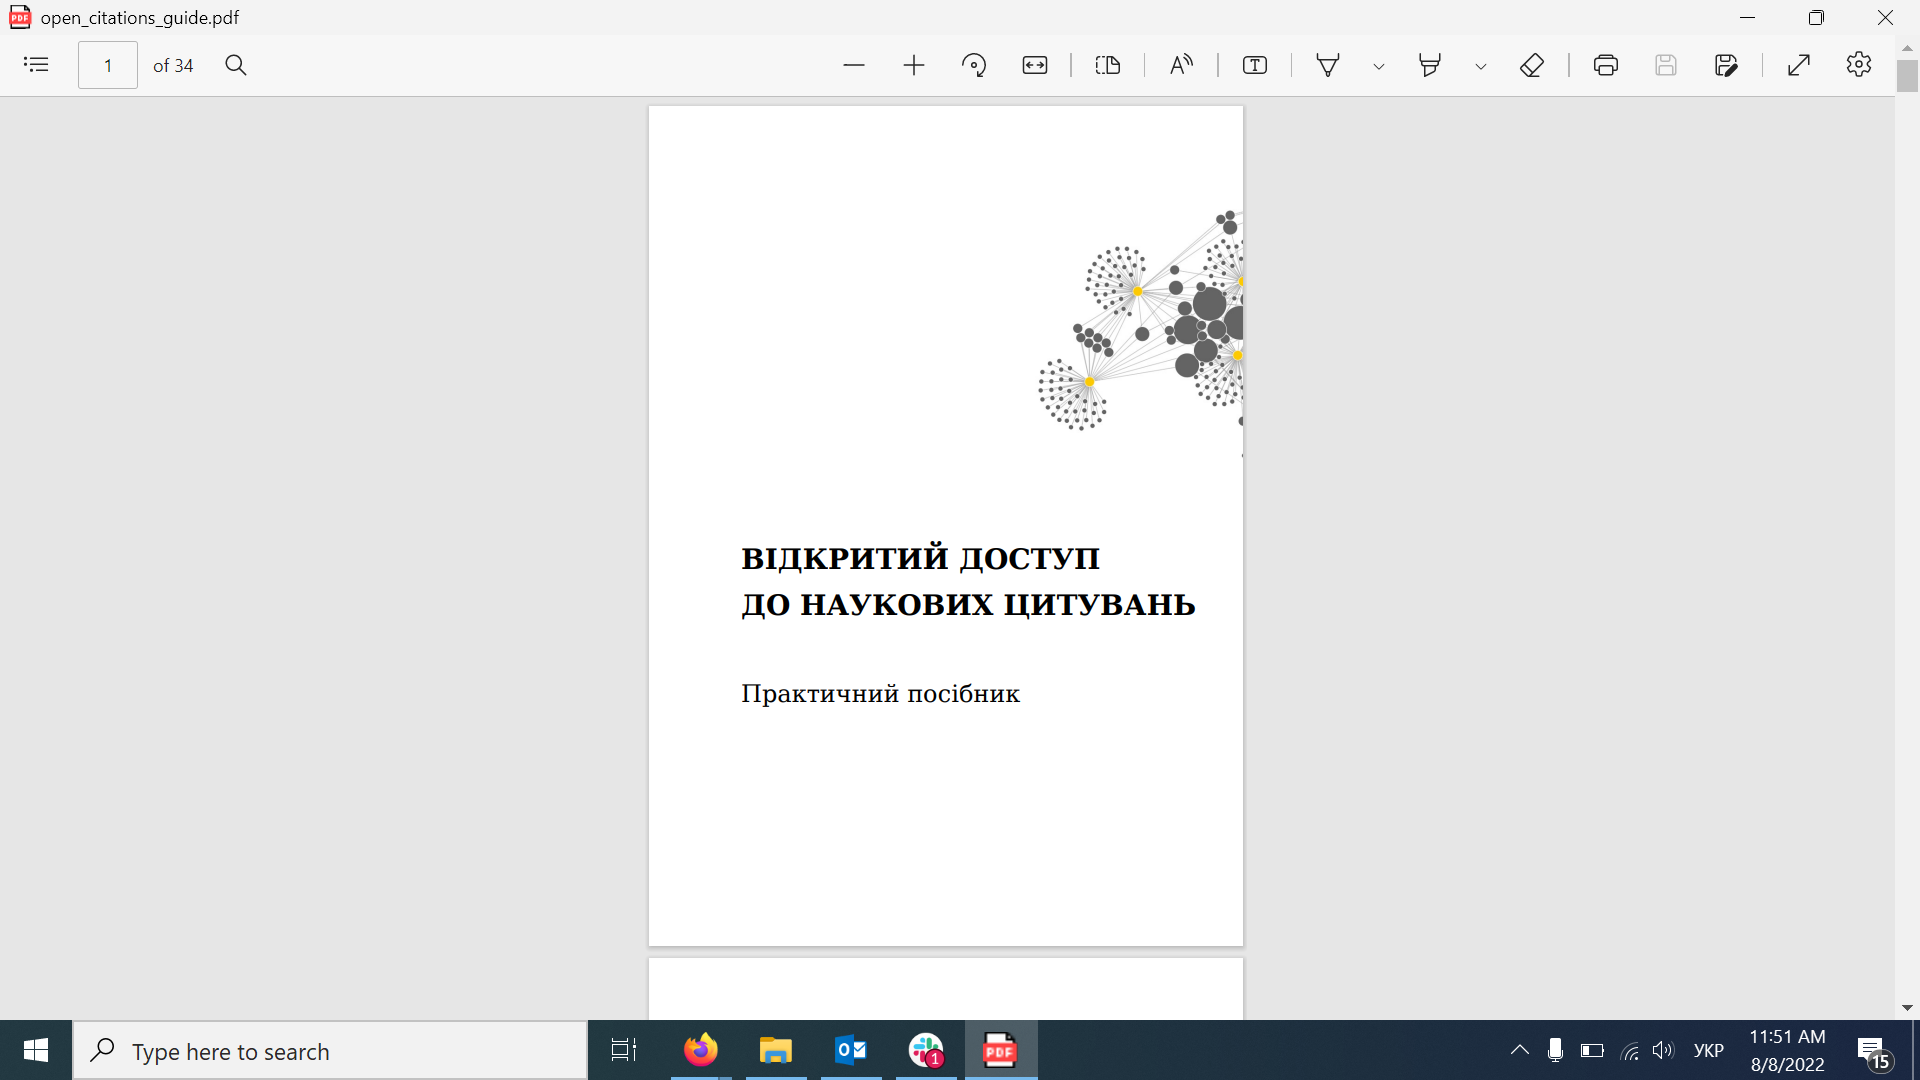 open_citations_guide.pdf
1 of 34
ВІДКРИТИЙ ДОСТУП
ДО НАУКОВИХ ЦИТУВАНЬ
Практичний посібник
Type here to search
1
PDF
УКР
11:51 AM
8/8/2022
15